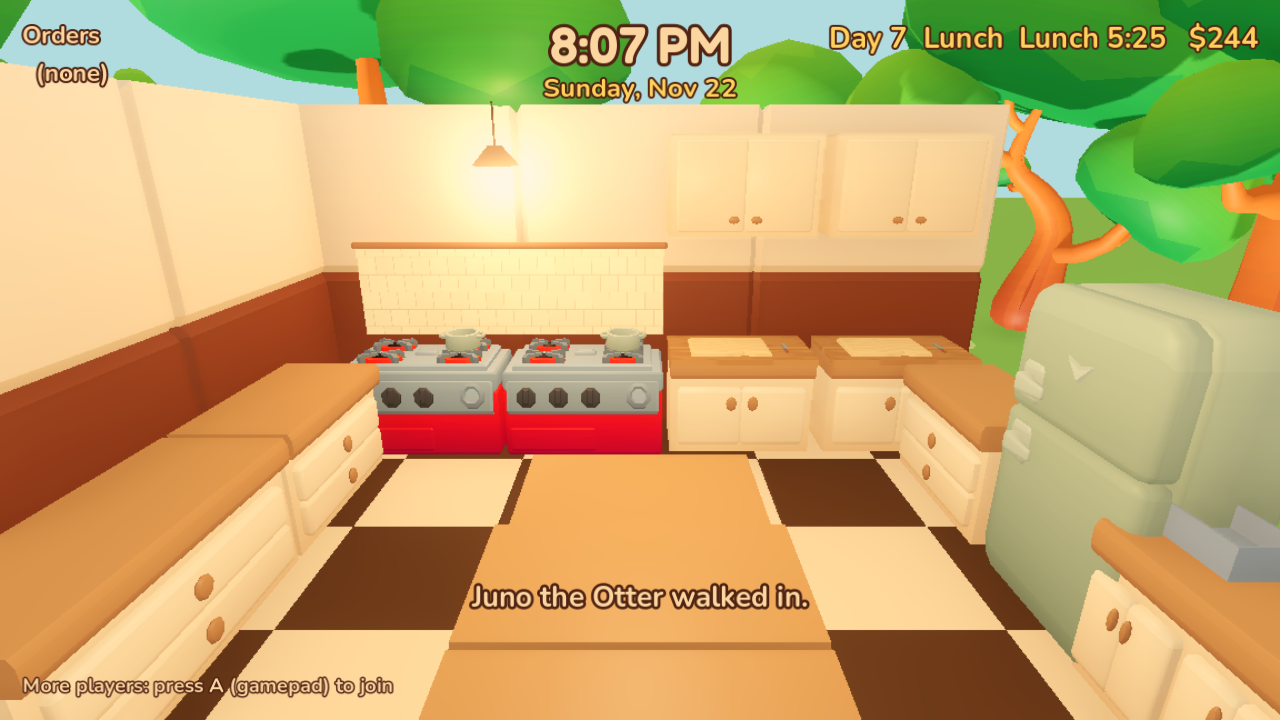 Orders
(none)
8:07 PM
Sunday, Nov 22
Day 7 Lunch Lunch 5:25 $244
Juno the Otter walked in.
More players: press A (gamepad) to join